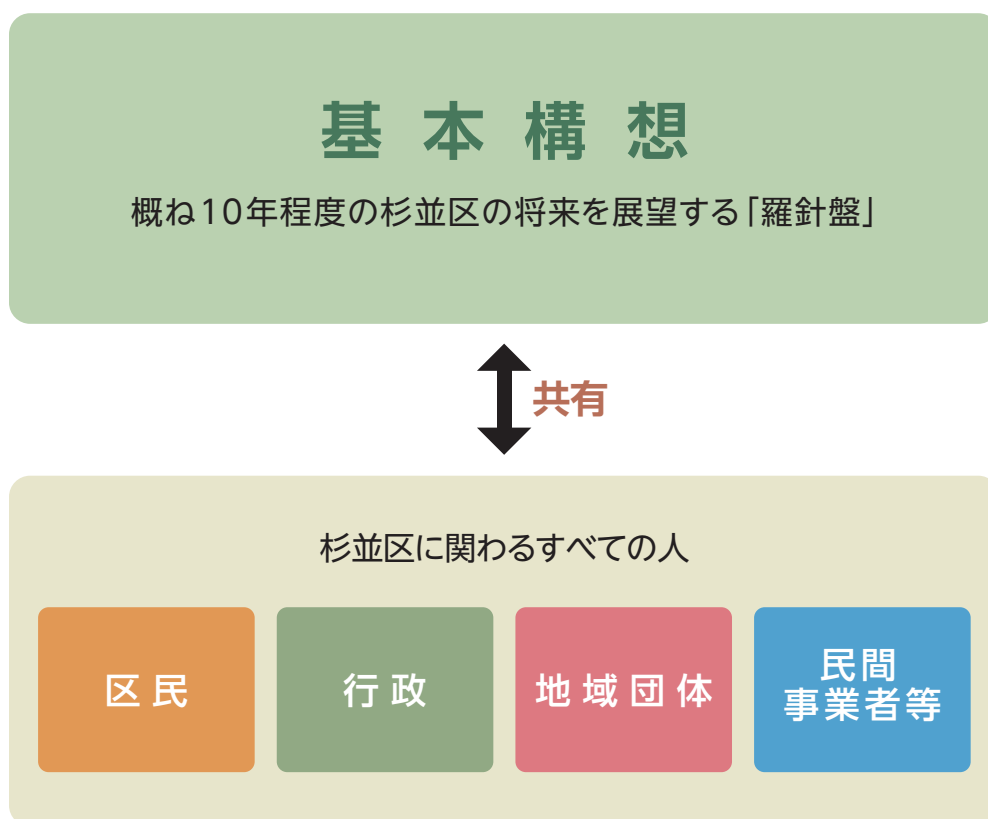 基本構想
概ね10年程度の杉並区の将来を展望する「羅針盤」
共有
杉並区に関わるすべての人
区民
行政
地域団体
民間
事業者等